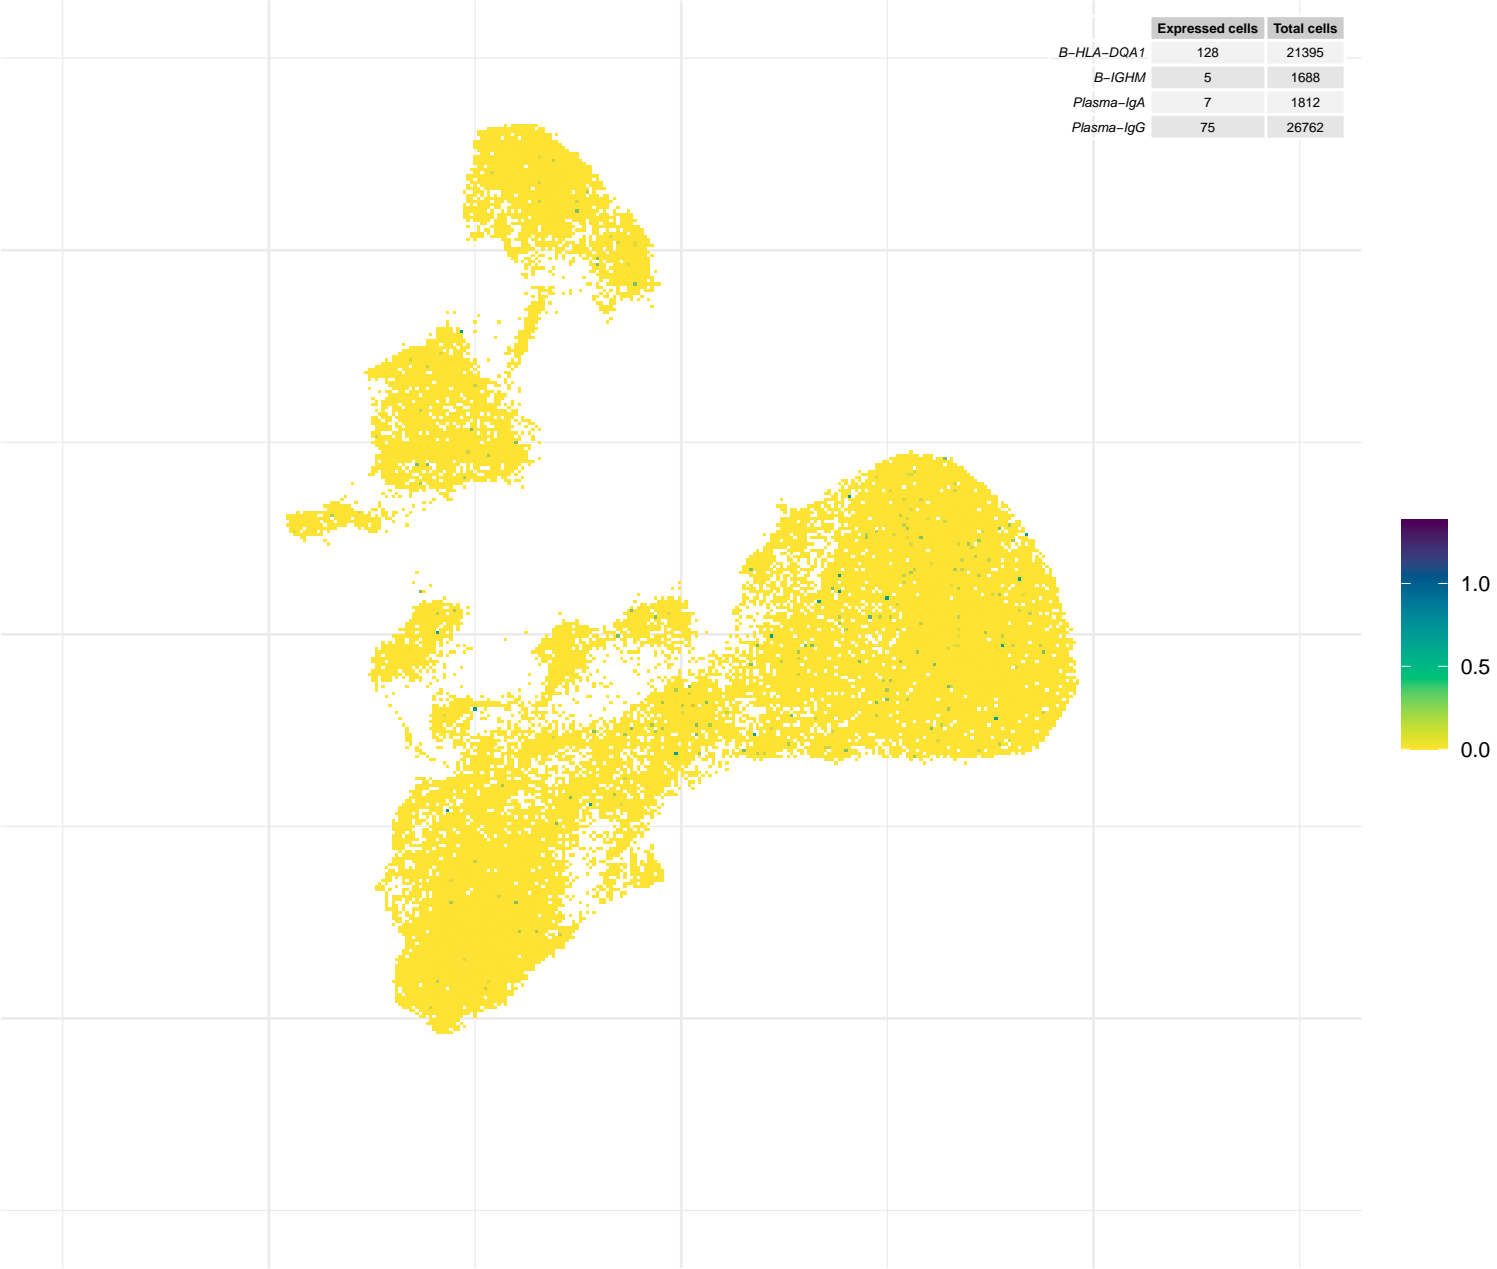 Expressed cells Total cells
B−HLA−DQA1 128 21395
B−IGHM 5 1688
Plasma−IgA 7 1812
Plasma−IgG 75 26762
1.0
0.5
0.0